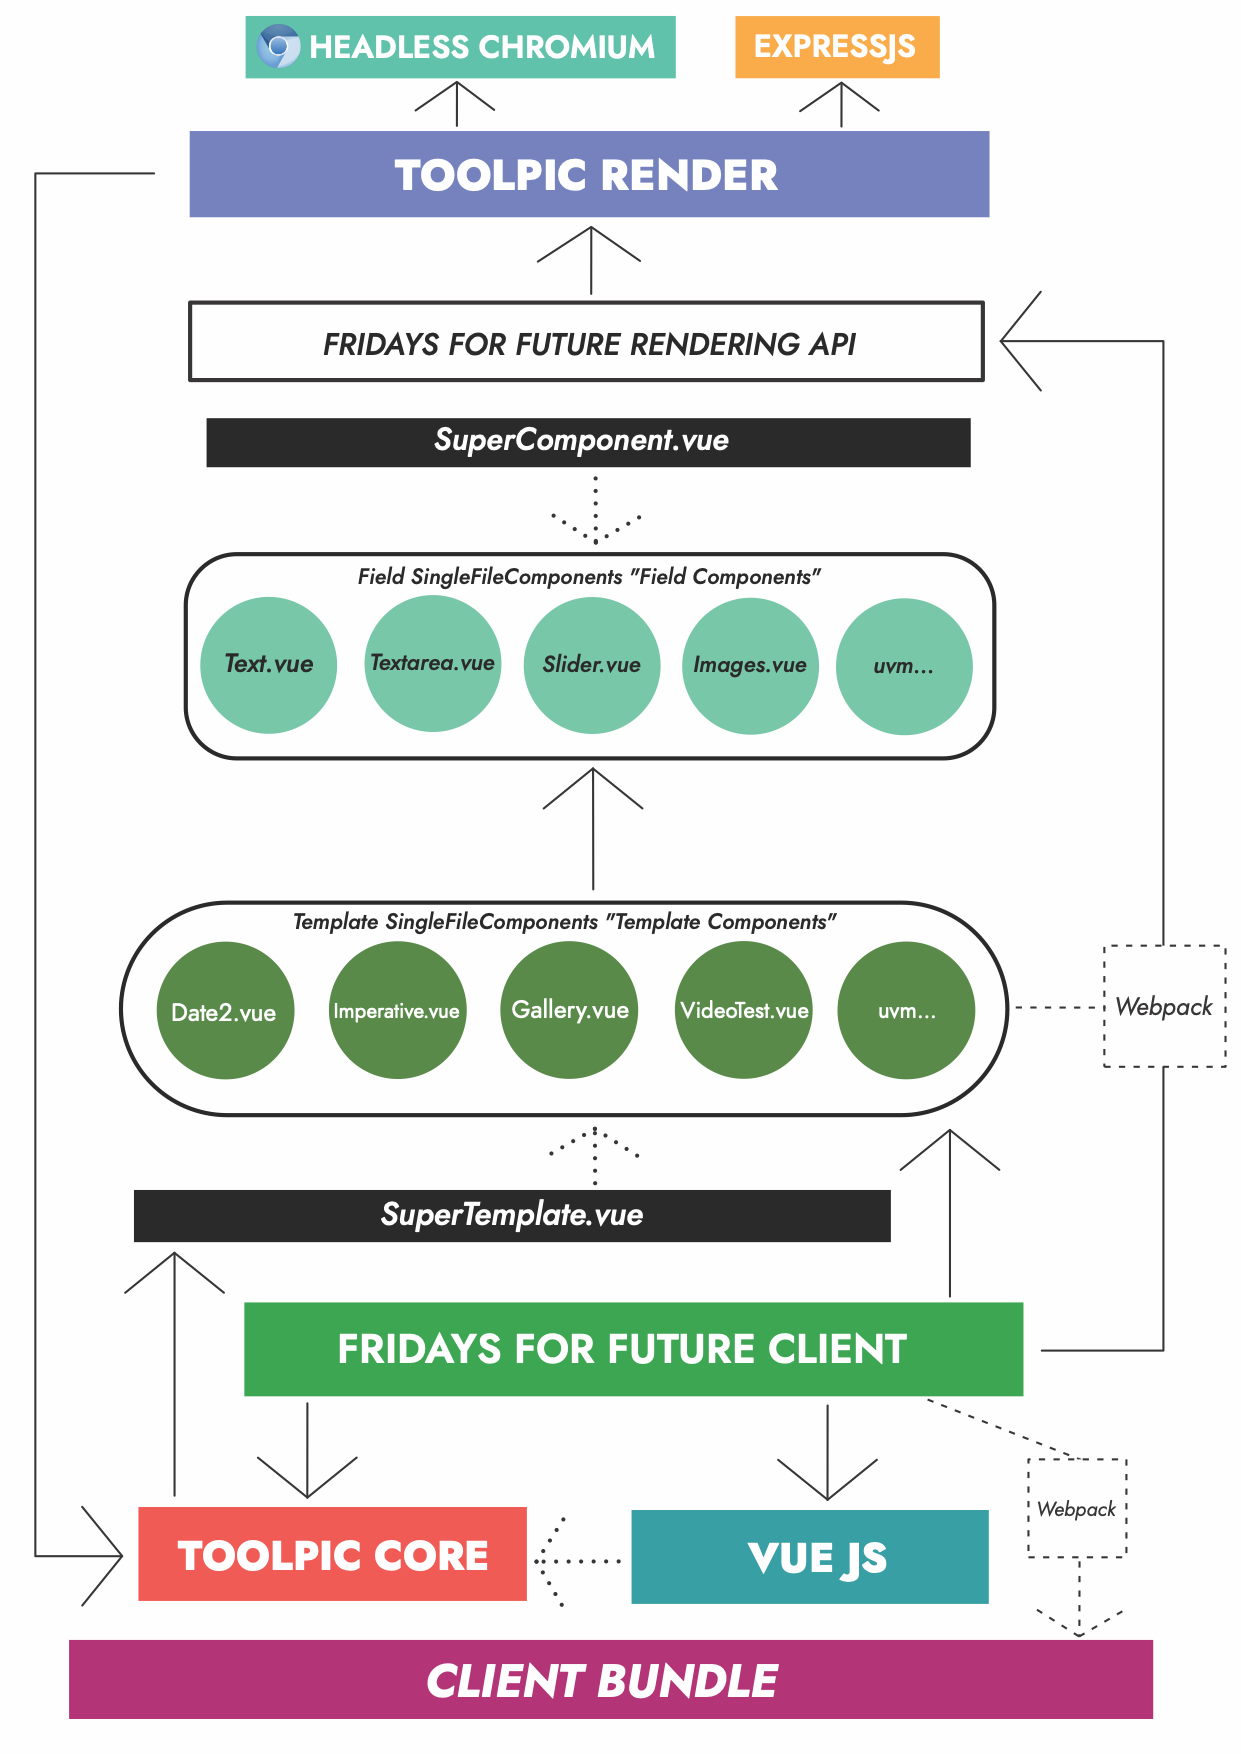 HEADLESS CHROMIUM
EXPRESSJS
TOOLPIC RENDER
FRIDAYS FOR FUTURE RENDERING API
SuperComponent.vue
Field SingleFileComponents "Field Components"
Text.vue
Textarea.vue
Slider.vue
Images.vue
uvm...
Template SingleFileComponents "Template Components"
Date2.vue
Imperative.vue
Gallery.vue
VideoTest.vue
uvm...
Webpack
SuperTemplate.vue
FRIDAYS FOR FUTURE CLIENT
Webpack
TOOLPIC CORE
VUE JS
CLIENT BUNDLE